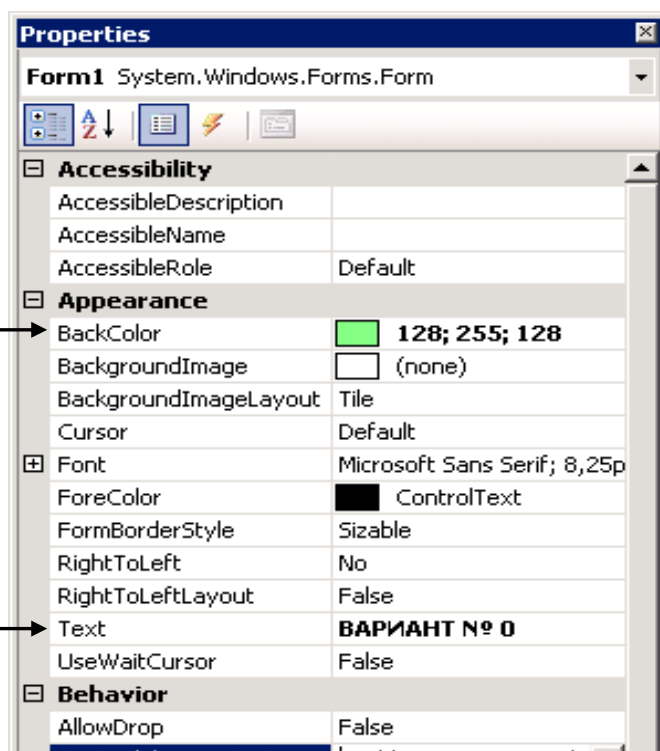 Properties
Form1 System.Windows.Forms.Form
A Z
Accessibility
AccessibleDescription
AccessibleName
AccessibleRole Default
Appearance
BackColor 128; 255; 128
BackgroundImage (none)
BackgroundImageLayout Tile
Cursor Default
Font Microsoft Sans Serif; 8,25p
ForeColor ControlText
FormBorderStyle Sizable
RightToLeft No
RightToLeftLayout False
Text ВАРИАНТ № 0
UseWaitCursor False
Behavior
AllowDrop False